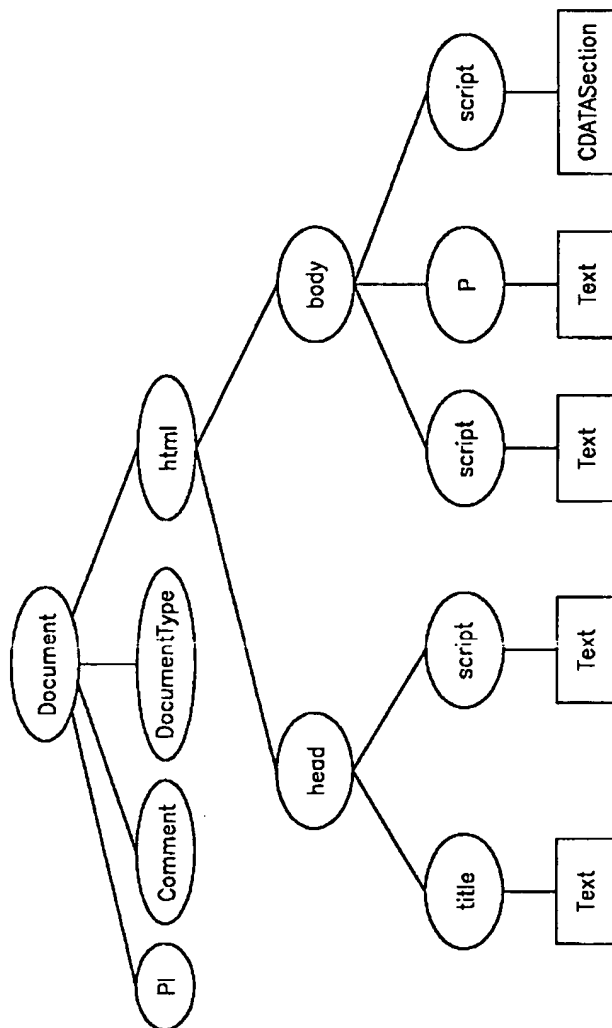 Document
PI
Comment
DocumentType
html
head
body
title
script
script
P
script
Text
Text
Text
Text
CDATASection